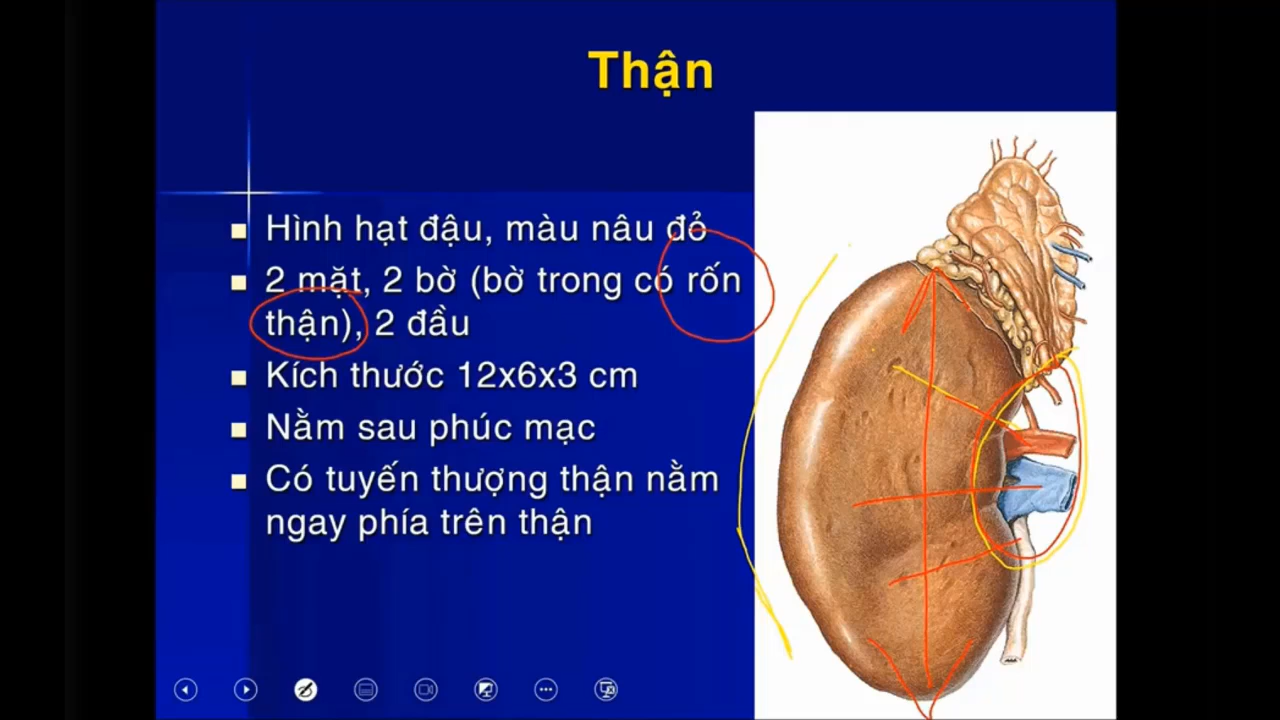 Thận
Hình hạt đậu, màu nâu đỏ
2 mặt, 2 bờ (bờ trong có rốn
thận), 2 đầu
Kích thước 12x6x3 cm
Nằm sau phúc mạc
Có tuyến thượng thận nằm
ngay phía trên thận